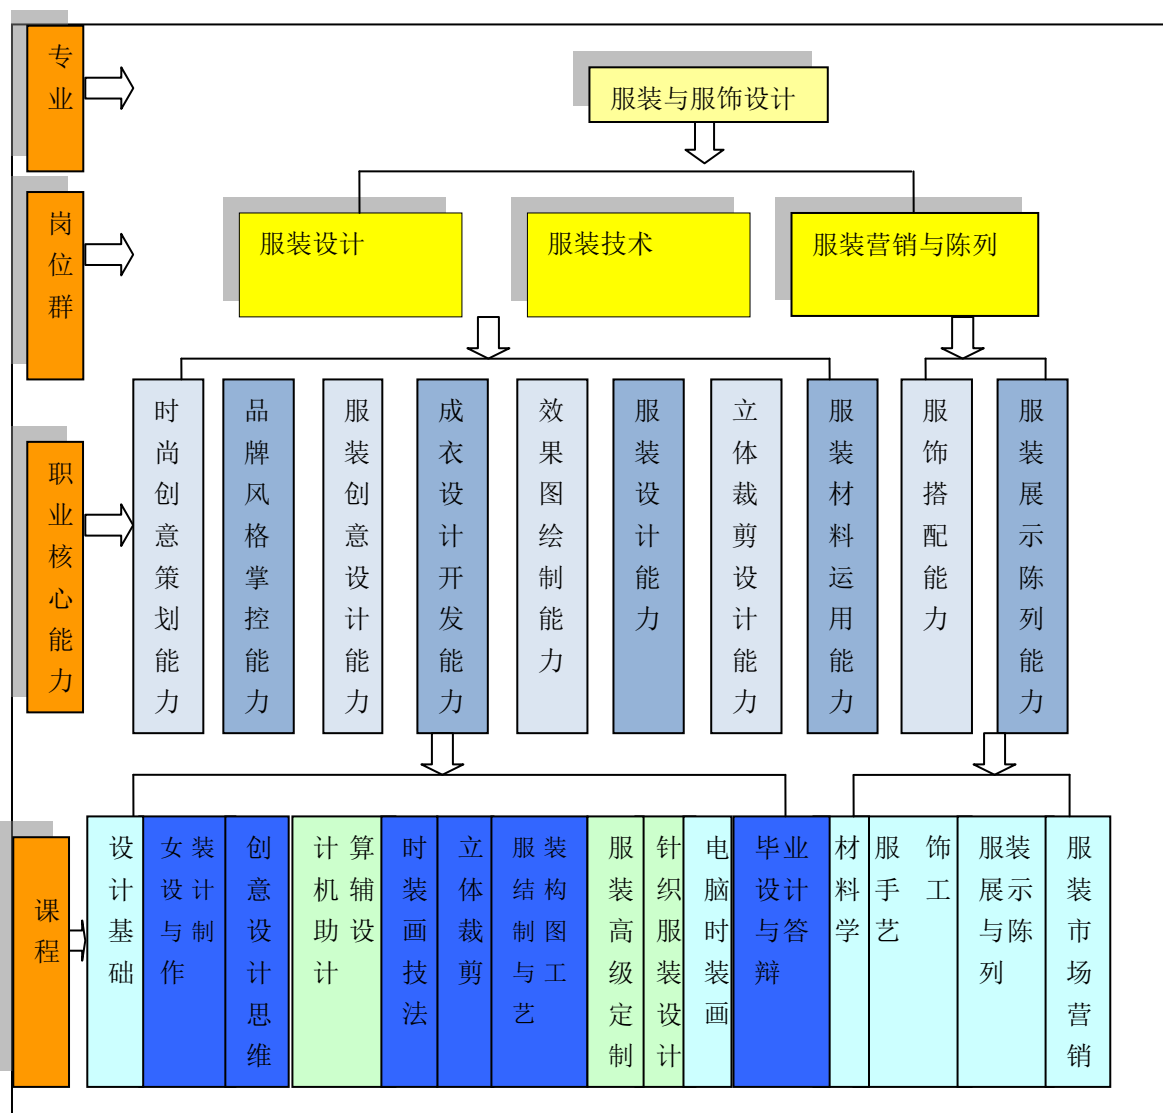 专业
服装与服饰设计
岗位群
服装设计
服装技术
服装营销与陈列
职业核心能力
时尚创意策划能力
品牌风格掌控能力
服装创意设计能力
成衣设计开发能力
效果图绘制能力
服装设计能力
立体裁剪设计能力
服装材料运用能力
服饰搭配能力
服装展示陈列能力
课程
设计基础
女装
设计
与制
作
创意设计思维
计算
机辅
助设
计
时装画技法
立体裁剪
服装
结构
制图
与工
艺
服装高级定制
针织服装设计
电脑时装画
毕业
设计
与答
辩
材料学
服饰
手工
艺
服装
展示
与陈
列
服装市场营销